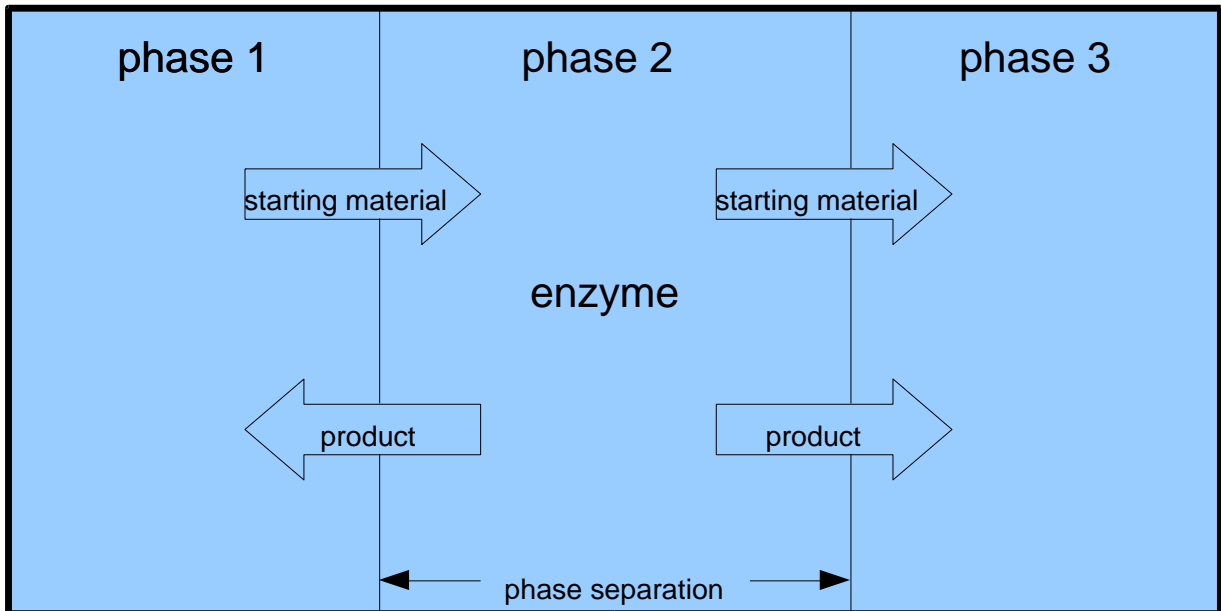 phase 1
phase 2
phase 3
starting material
starting material
enzyme
product
product
phase separation